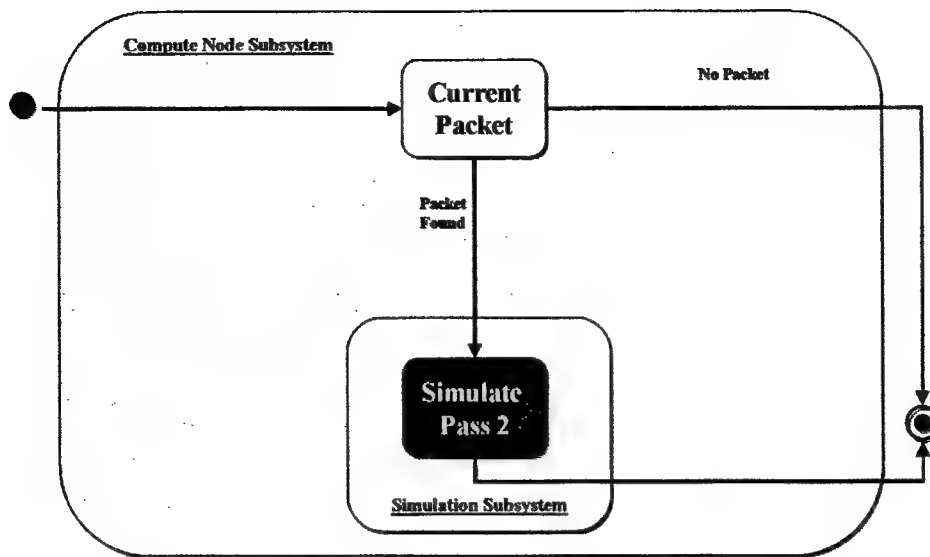 Compute Node Subsystem
Current
Packet
No Packet
Packet
Found
Simulate
Pass 2
Simulation Subsystem